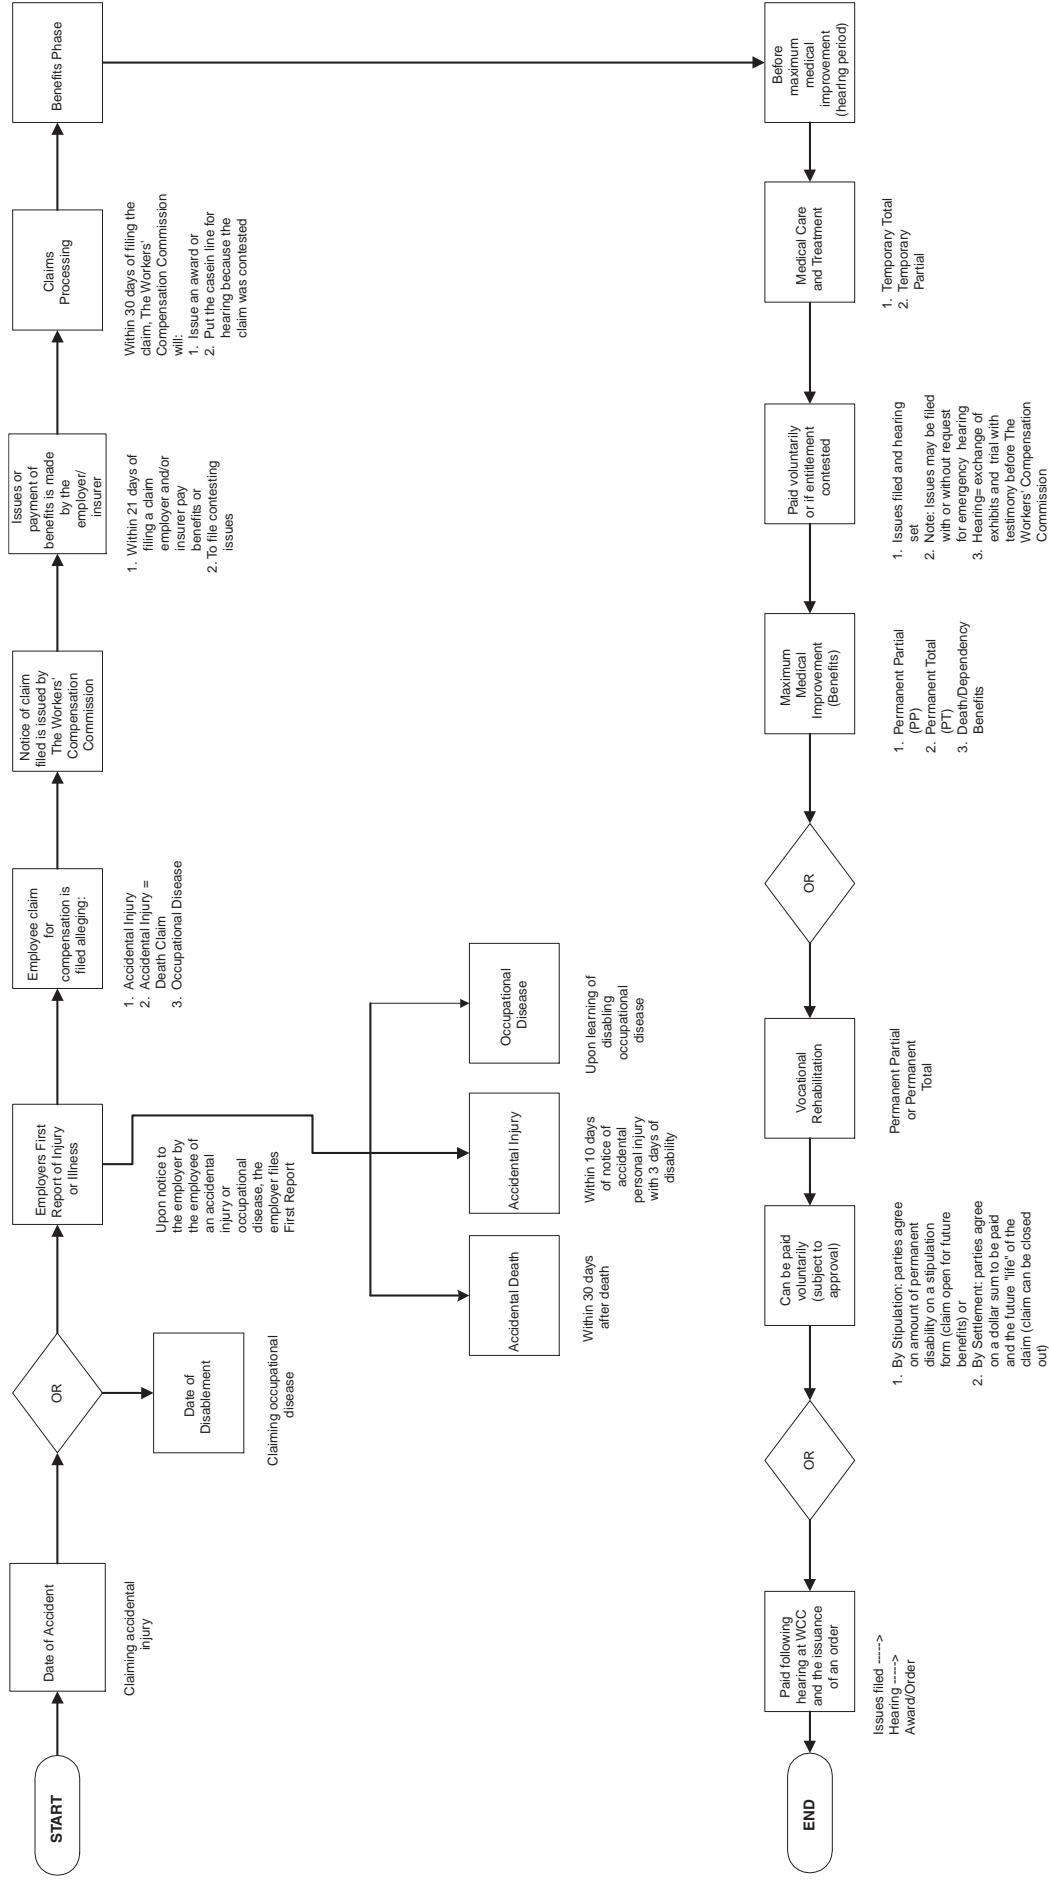 START
Date of Accident
Claiming accidental
injury
OR
Date of
Disablement
Claiming occupational
disease
Employers First
Report of Injury
or Illness
Upon notice to
the employer by
the employee of
an accidental
injury or
occupational
disease, the
employer files
First Report
Accidental Death
Within 30 days
after death
Accidental Injury
Within 10 days
of notice of
accidental
personal injury
with 3 days of
disability
Occupational
Disease
Upon learning of
disabling
occupational
disease
Employee claim
for
compensation is
filed alleging:
1. Accidental Injury
2. Accidental Injury =
Death Claim
3. Occupational Disease
Notice of claim
filed is issued by
The Workers'
Compensation
Commission
Issues or
payment of
benefits is made
by the
employer/
insurer
1. Within 21 days of
filing a claim
employer and/or
insurer pay
benefits or
2. To file contesting
issues
Claims
Processing
Within 30 days of filing the
claim, The Workers'
Compensation Commission
will:
1. Issue an award or
2. Put the casein line for
hearing because the
claim was contested
Benefits Phase
Before
maximum
medical
improvement
(hearing period)
Medical Care
and Treatment
1. Temporary Total
2. Temporary
Partial
Paid voluntarily
or if entitlement
contested
1. Issues filed and hearing
set
2. Note: Issues may be filed
with or without request
for emergency hearing
3. Hearing= exchange of
exhibits and trial with
testimony before The
Workers' Compensation
Commission
Maximum
Medical
Improvement
(Benefits)
1. Permanent Partial
(PP)
2. Permanent Total
(PT)
3. Death/Dependency
Benefits
OR
Vocational
Rehabilitation
Permanent Partial
or Permanent
Total
Can be paid
voluntarily
(subject to
approval)
1. By Stipulation: parties agree
on amount of permanent
disability on a stipulation
form (claim open for future
benefits) or
2. By Settlement: parties agree
on a dollar sum to be paid
and the future "life" of the
claim (claim can be closed
out)
OR
Paid following
hearing at WCC
and the issuance
of an order
Issues filed ----->
Hearing ----->
Award/Order
END